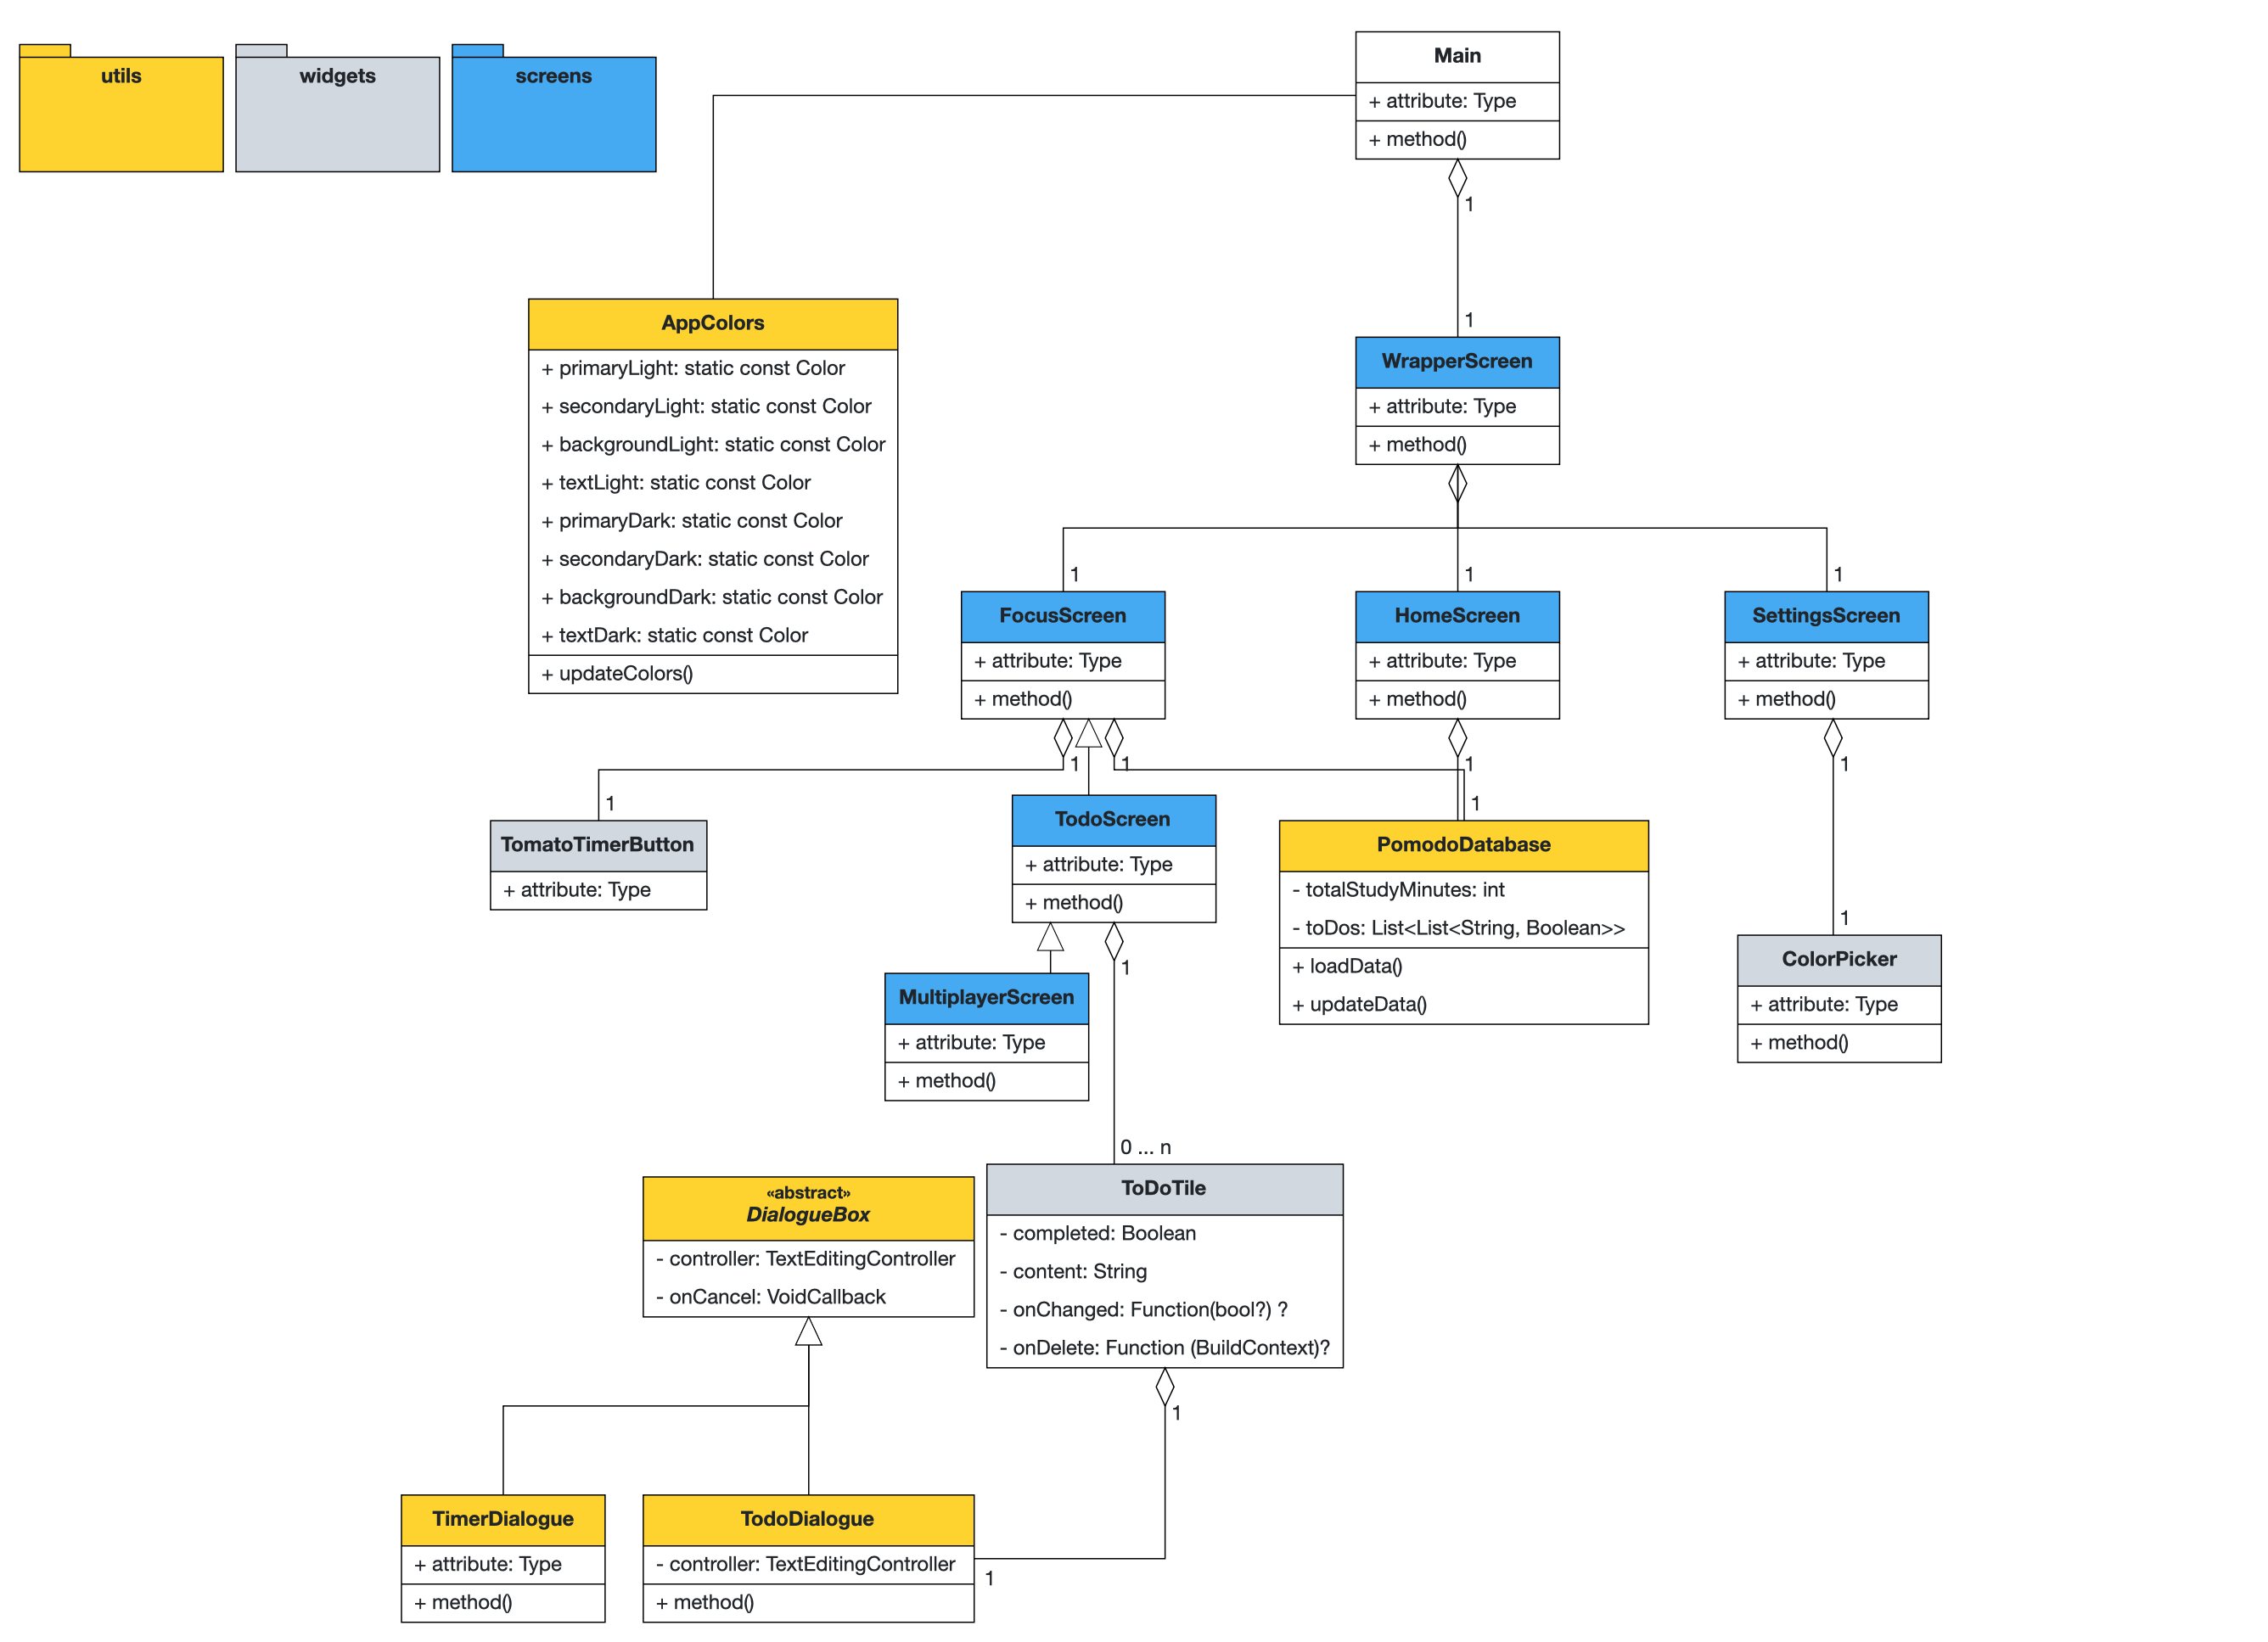 utils
widgets
screens
Main
+ attribute: Type
+ method()
1
1
AppColors
+ primaryLight: static const Color
+ secondaryLight: static const Color
+ backgroundLight: static const Color
+ textLight: static const Color
+ primaryDark: static const Color
+ secondaryDark: static const Color
+ backgroundDark: static const Color
+ textDark: static const Color
+ updateColors()
WrapperScreen
+ attribute: Type
+ method()
1
1
1
FocusScreen
+ attribute: Type
+ method()
HomeScreen
+ attribute: Type
+ method()
SettingsScreen
+ attribute: Type
+ method()
1
1
1
1
1
1
TomatoTimerButton
+ attribute: Type
TodoScreen
+ attribute: Type
+ method()
PomodoDatabase
- totalStudyMinutes: int
- toDos: List<List<String, Boolean>>
+ loadData()
+ updateData()
1
ColorPicker
+ attribute: Type
+ method()
1
MultiplayerScreen
+ attribute: Type
+ method()
0 ... n
«abstract»
DialogueBox
- controller: TextEditingController
- onCancel: VoidCallback
ToDoTile
- completed: Boolean
- content: String
- onChanged: Function(bool?) ?
- onDelete: Function (BuildContext)?
1
TimerDialogue
+ attribute: Type
+ method()
TodoDialogue
- controller: TextEditingController
+ method()
1